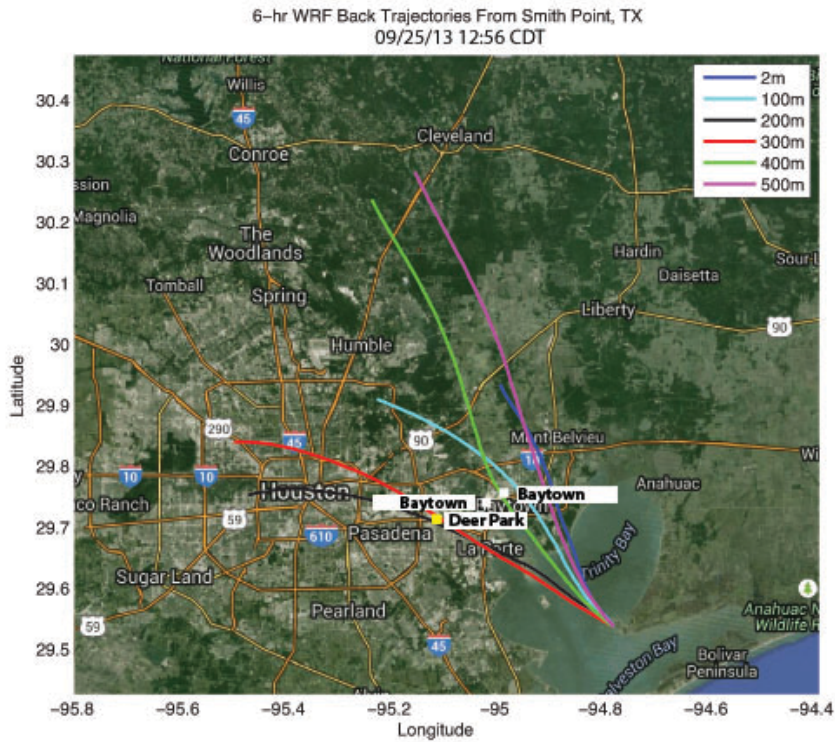 6-hr WRF Back Trajectories From Smith Point, TX
09/25/13 12:56 CDT
2m
100m
200m
300m
400m
500m
30.4
30.3
30.2
30.1
30
29.9
29.8
29.7
29.6
29.5
Latitude
National Forest
Willis
45
Conroe
Cleveland
Magnolia
The
Woodlands
Hardin
Daisetta
Tomball
Spring
Liberty
90
Humble
290
45
90
Mont Belvieu
10
10
10
Houston
Baytown
Baytown
Anahuac
59
Deer Park
610
Pasadena
La Porte
Trinity Bay
Sugar Land
59
Pearland
45
Anahuac N
Wildlife R
Bolivar
Peninsula
-95.8
-95.6
-95.4
-95.2
-95
-94.8
-94.6
-94.4
Longitude